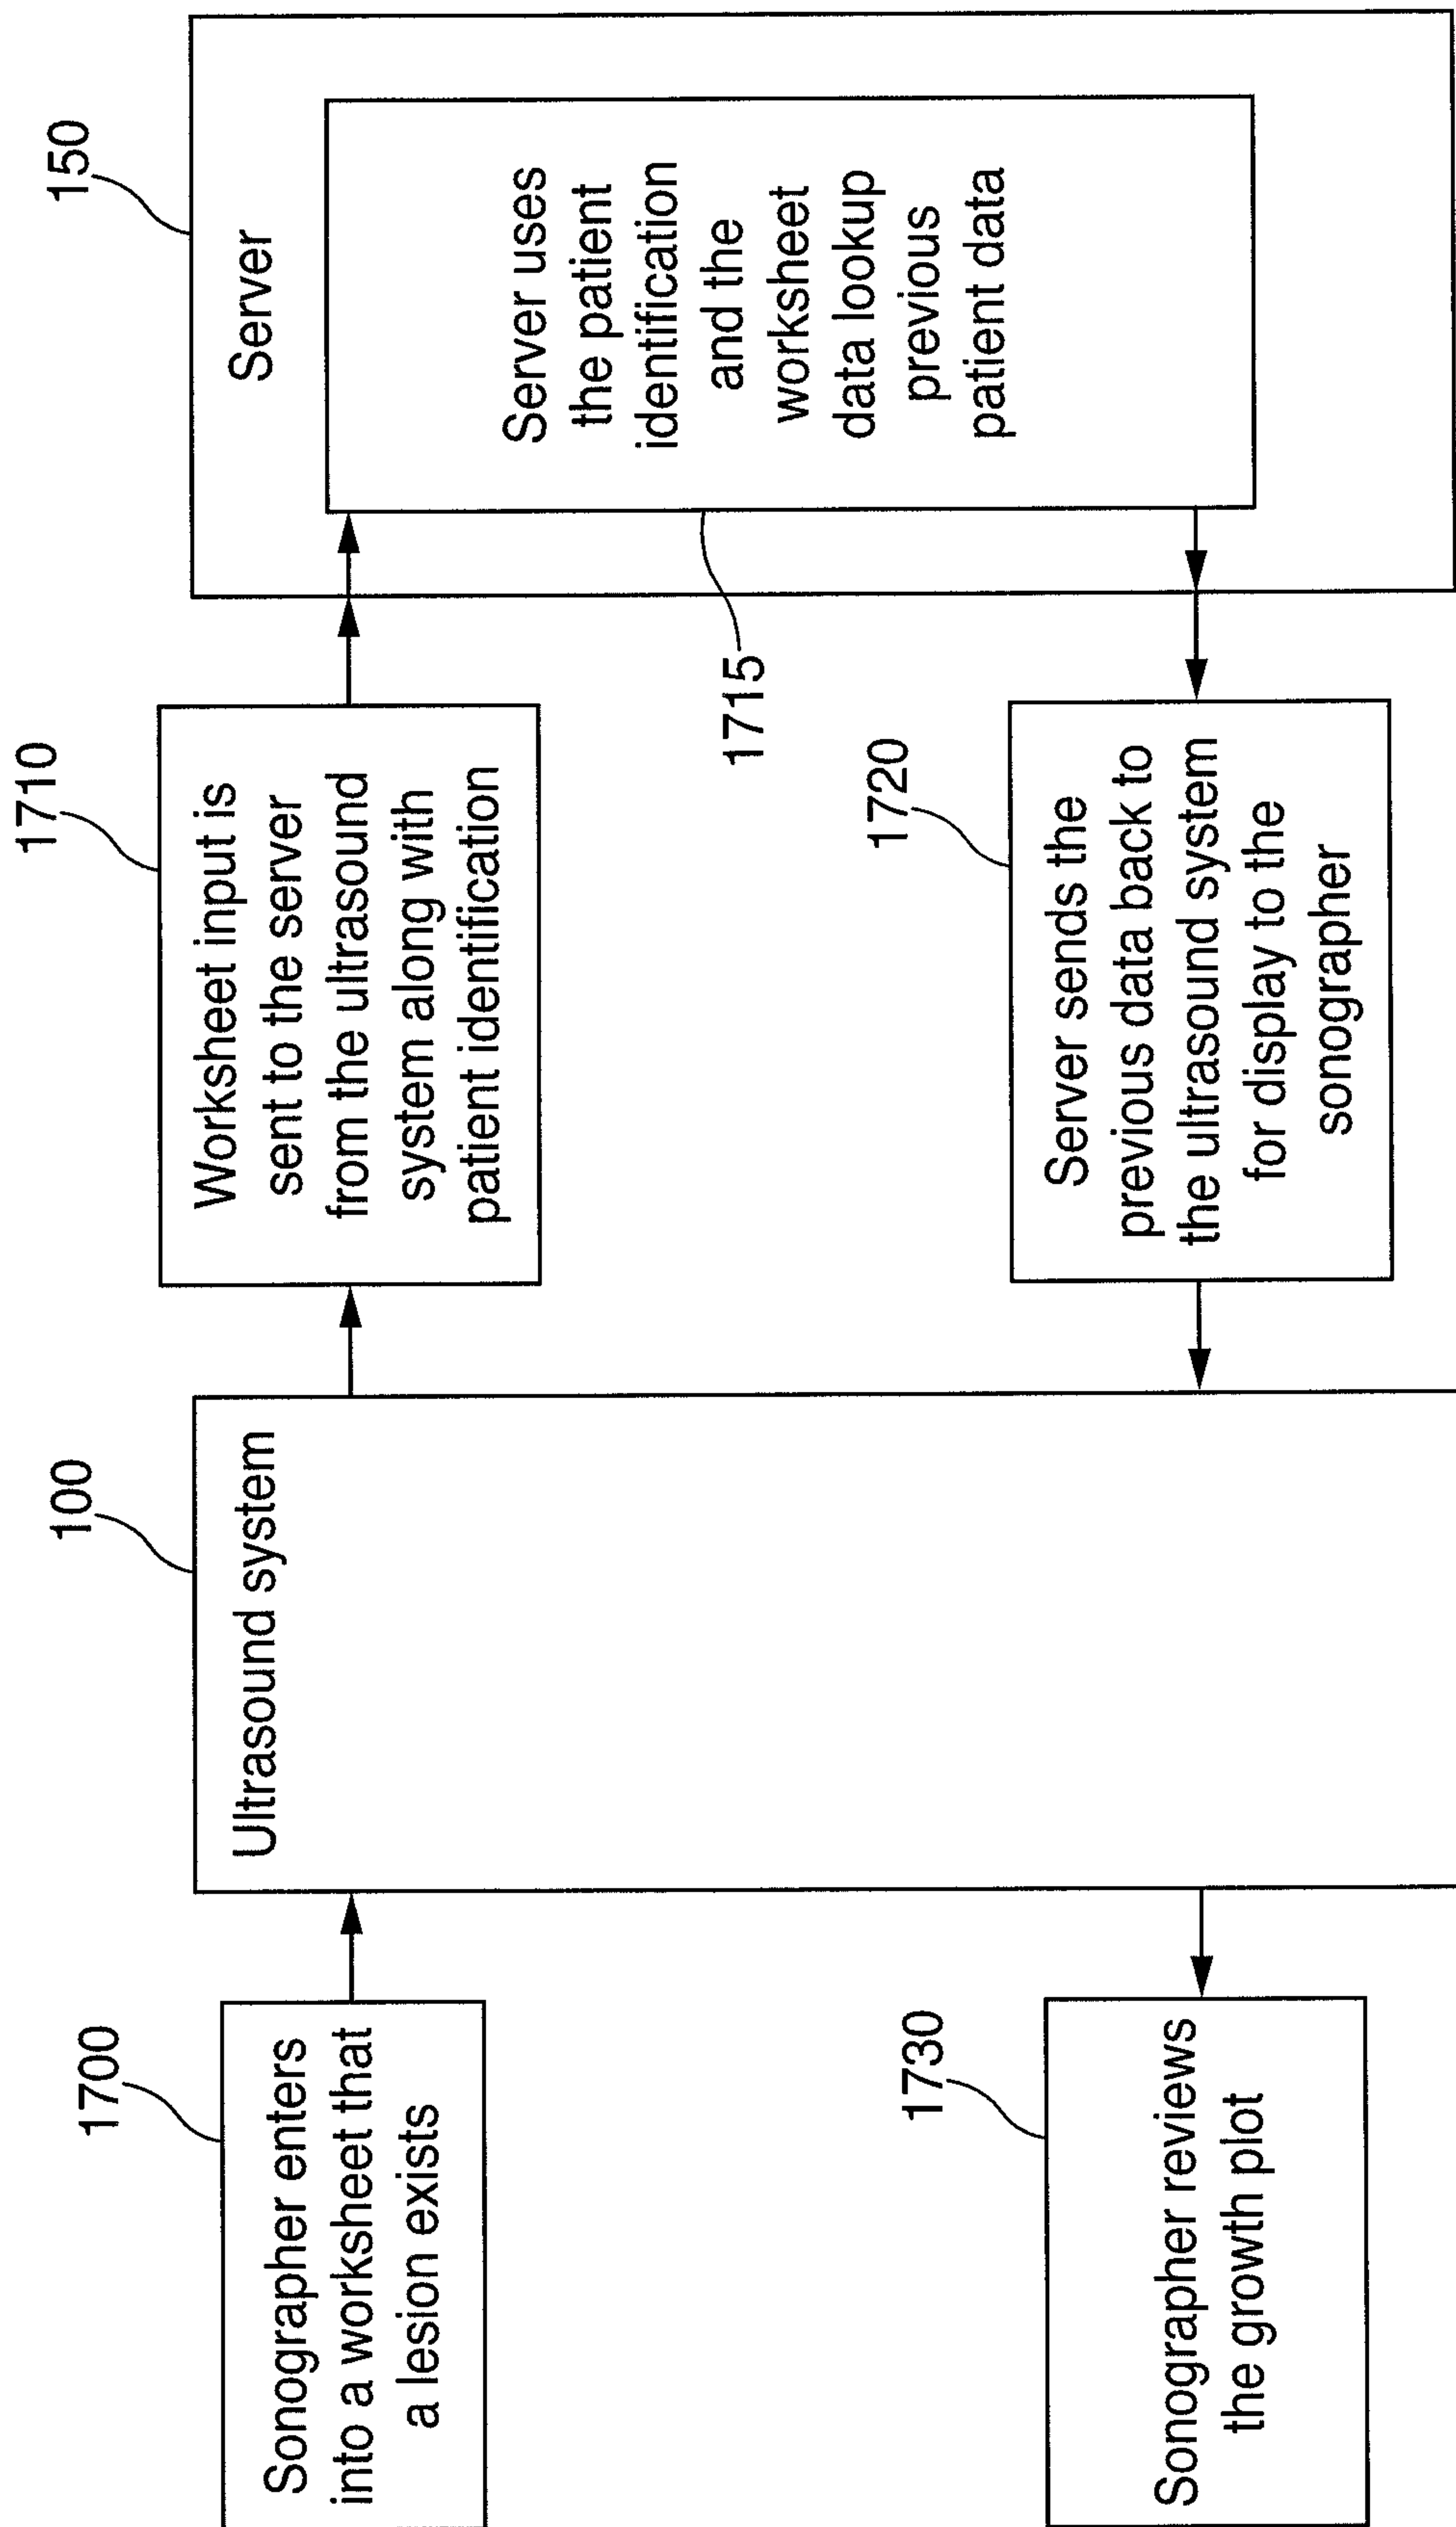 1700
Sonographer enters
into a worksheet that
a lesion exists
100
Ultrasound system
1710
Worksheet input is
sent to the server
from the ultrasound
system along with
patient identification
150
Server
Server uses
the patient
identification
and the
worksheet
data lookup
previous
patient data
1715
1720
Server sends the
previous data back to
the ultrasound system
for display to the
sonographer
1730
Sonographer reviews
the growth plot